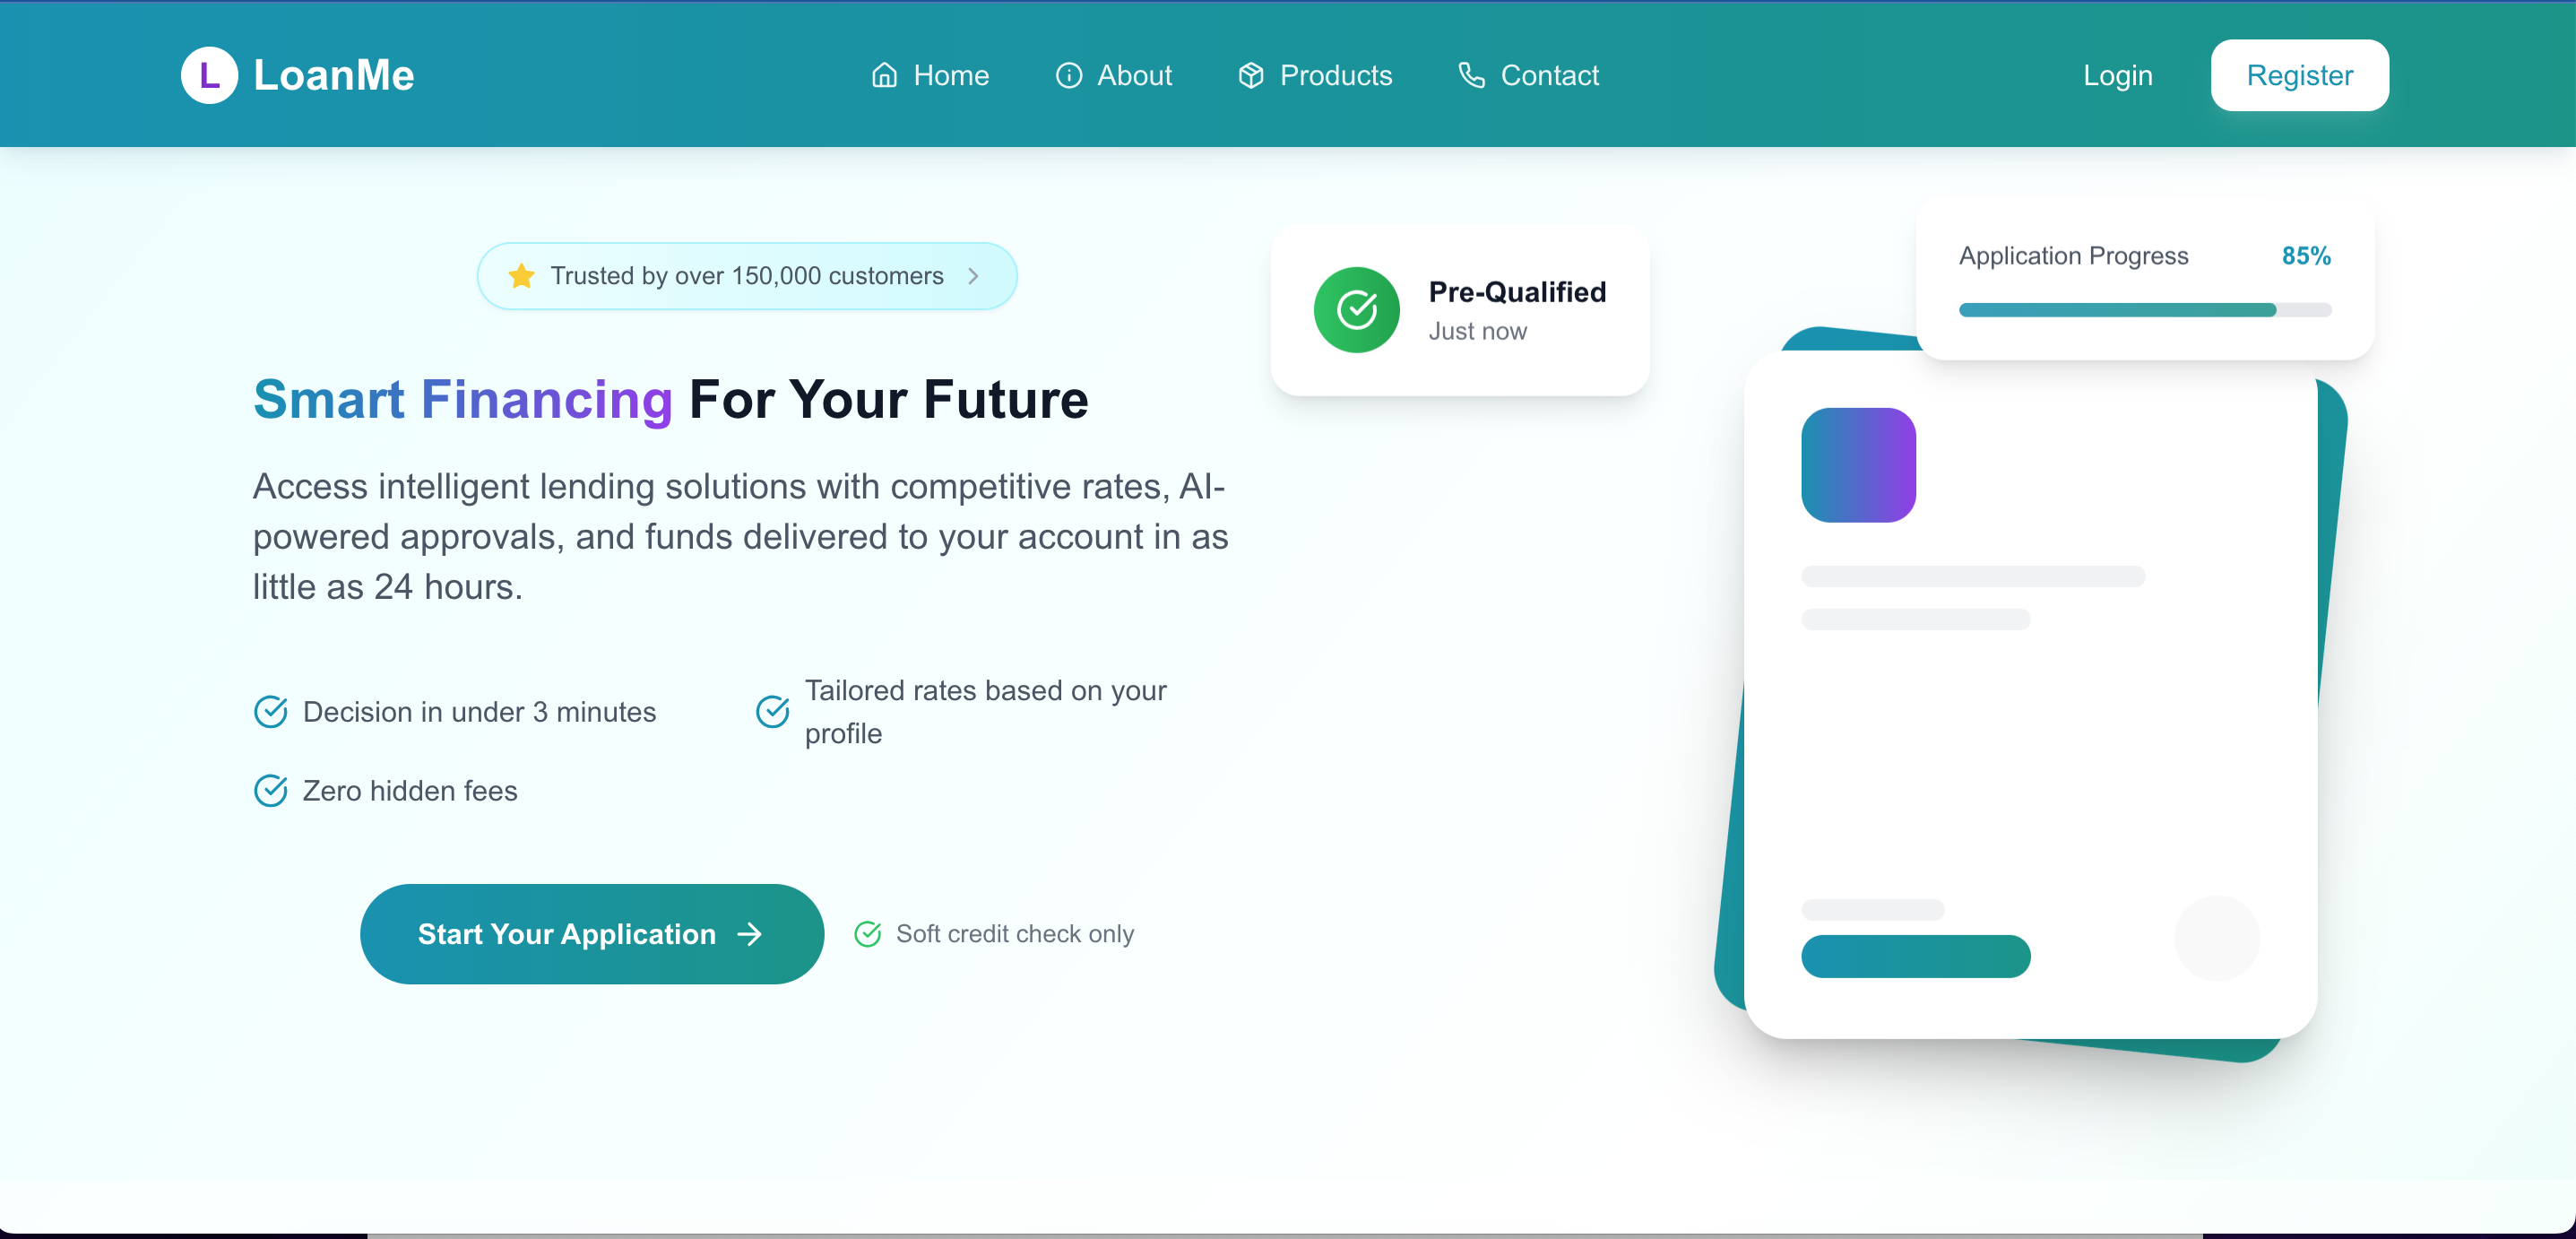 L LoanMe
Home
About
Products
Contact
Login
Register
Trusted by over 150,000 customers
Smart Financing For Your Future
Access intelligent lending solutions with competitive rates, AI-
powered approvals, and funds delivered to your account in as
little as 24 hours.
Decision in under 3 minutes
Tailored rates based on your
profile
Zero hidden fees
Start Your Application
Soft credit check only
Pre-Qualified
Just now
Application Progress
85%